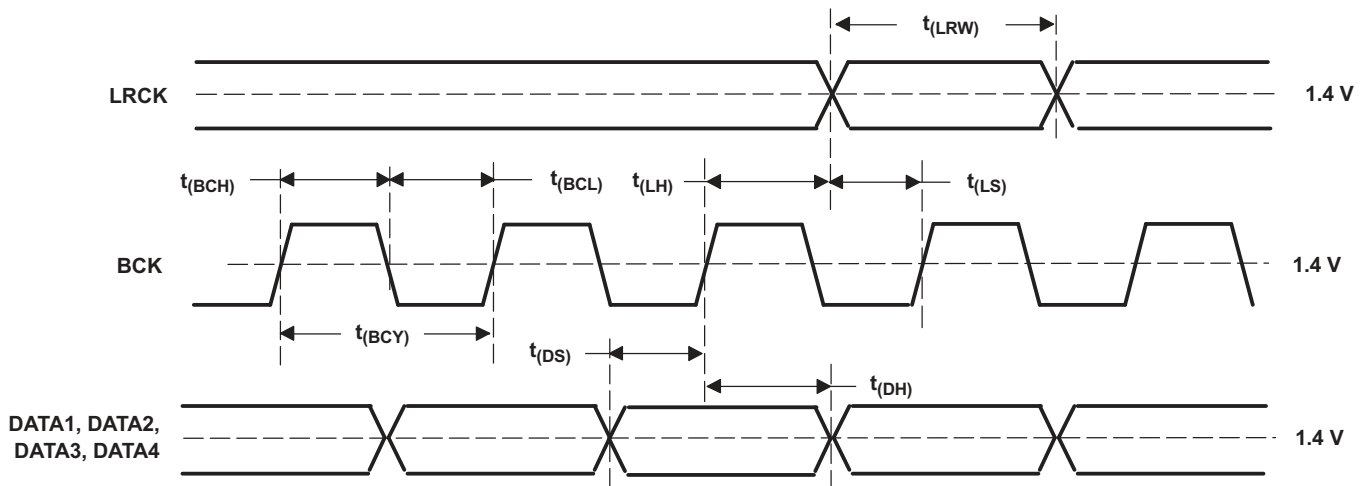 t(LRW)
LRCK
1.4 V
t(BCH)
t(BCL)
t(LH)
t(LS)
BCK
1.4 V
t(BCY)
t(DS)
t(DH)
DATA1, DATA2,
DATA3, DATA4
1.4 V